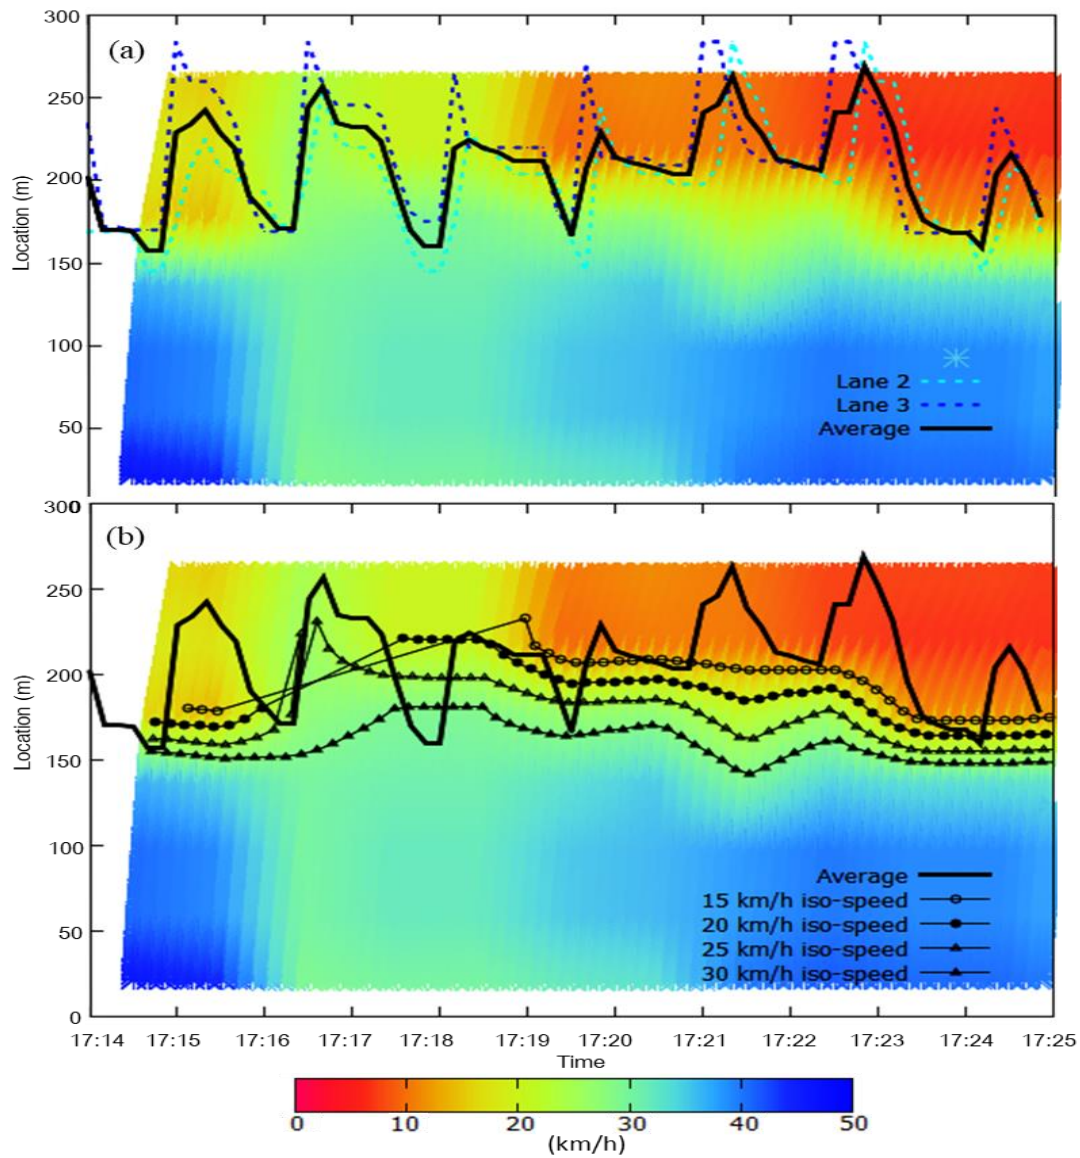 300
(a)
250
200
Location (m)
150
100
50
Lane 2
Lane 3
Average
300
(b)
250
200
Location (m)
150
100
50
0
Average
15 km/h iso-speed
20 km/h iso-speed
25 km/h iso-speed
30 km/h iso-speed
17:14 17:15 17:16 17:17 17:18 17:19 17:20 17:21 17:22 17:23 17:24 17:25
Time
0 10 20 30 40 50
(km/h)